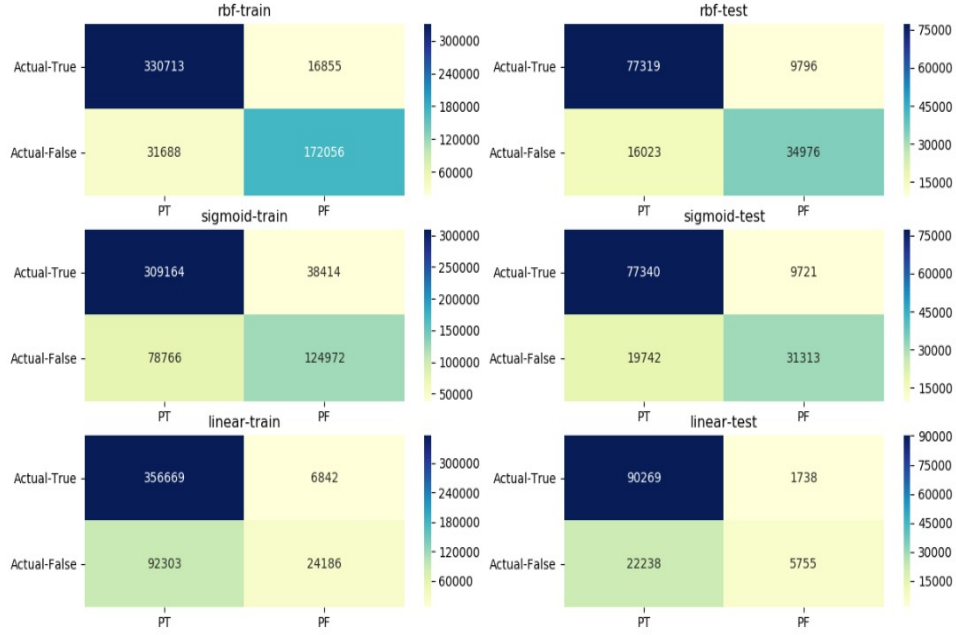 rbf-train
rbf-test
Actual-True
330713
16855
300000
240000
180000
120000
60000
Actual-False
31688
172056
PT
PF
Actual-True
77319
9796
75000
60000
45000
30000
15000
Actual-False
16023
34976
PT
PF
sigmoid-train
sigmoid-test
Actual-True
309164
38414
300000
250000
200000
150000
100000
50000
Actual-False
78766
124972
PT
PF
Actual-True
77340
9721
75000
60000
45000
30000
15000
Actual-False
19742
31313
PT
PF
linear-train
linear-test
Actual-True
356669
6842
300000
240000
180000
120000
60000
Actual-False
92303
24186
PT
PF
Actual-True
90269
1738
90000
75000
60000
45000
30000
15000
Actual-False
22238
5755
PT
PF